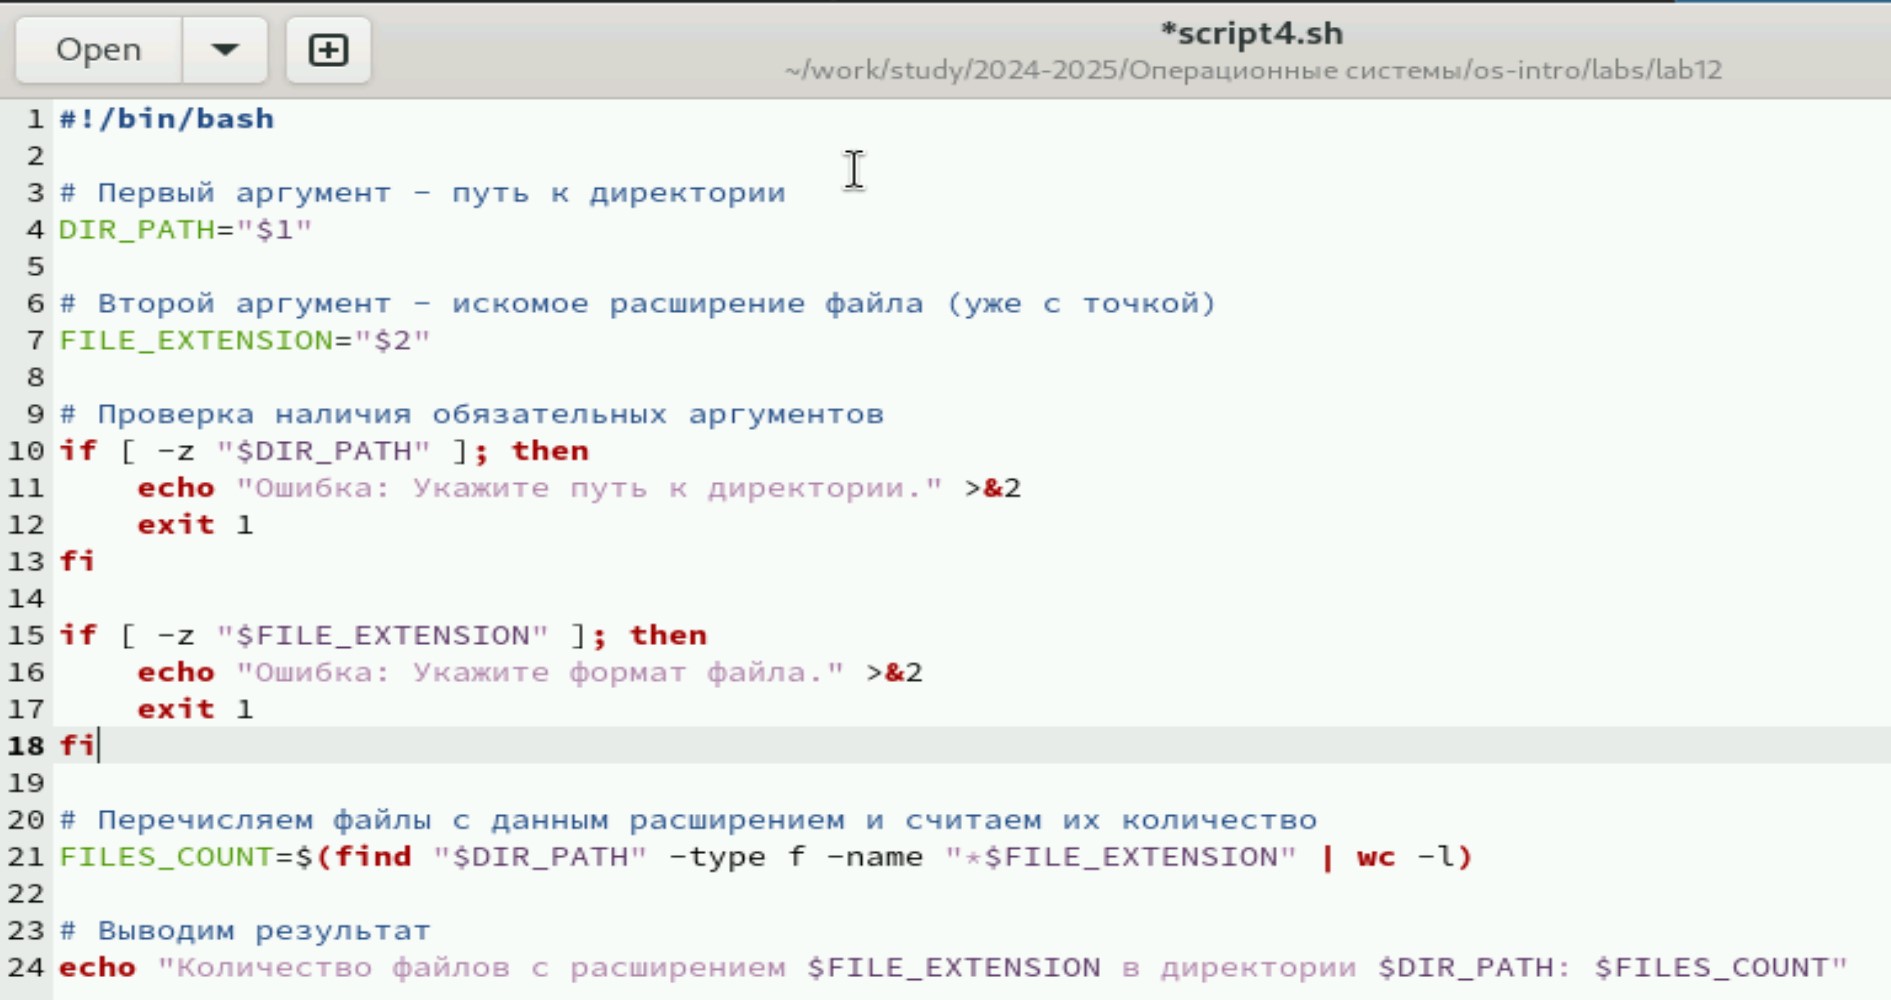 Open
*script4.sh
~/work/study/2024-2025/Операционные системы/os-intro/labs/lab12
1 #!/bin/bash
2
3 # Первый аргумент - путь к директории
4 DIR_PATH="$1"
5
6 # Второй аргумент - искомое расширение файла (уже с точкой)
7 FILE_EXTENSION="$2"
8
9 # Проверка наличия обязательных аргументов
10 if [ -z "$DIR_PATH" ]; then
11     echo "Ошибка: Укажите путь к директории." >&2
12     exit 1
13 fi
14
15 if [ -z "$FILE_EXTENSION" ]; then
16     echo "Ошибка: Укажите формат файла." >&2
17     exit 1
18 fi
19
20 # Перечисляем файлы с данным расширением и считаем их количество
21 FILES_COUNT=$(find "$DIR_PATH" -type f -name "*$FILE_EXTENSION" | wc -l)
22
23 # Выводим результат
24 echo "Количество файлов с расширением $FILE_EXTENSION в директории $DIR_PATH: $FILES_COUNT"